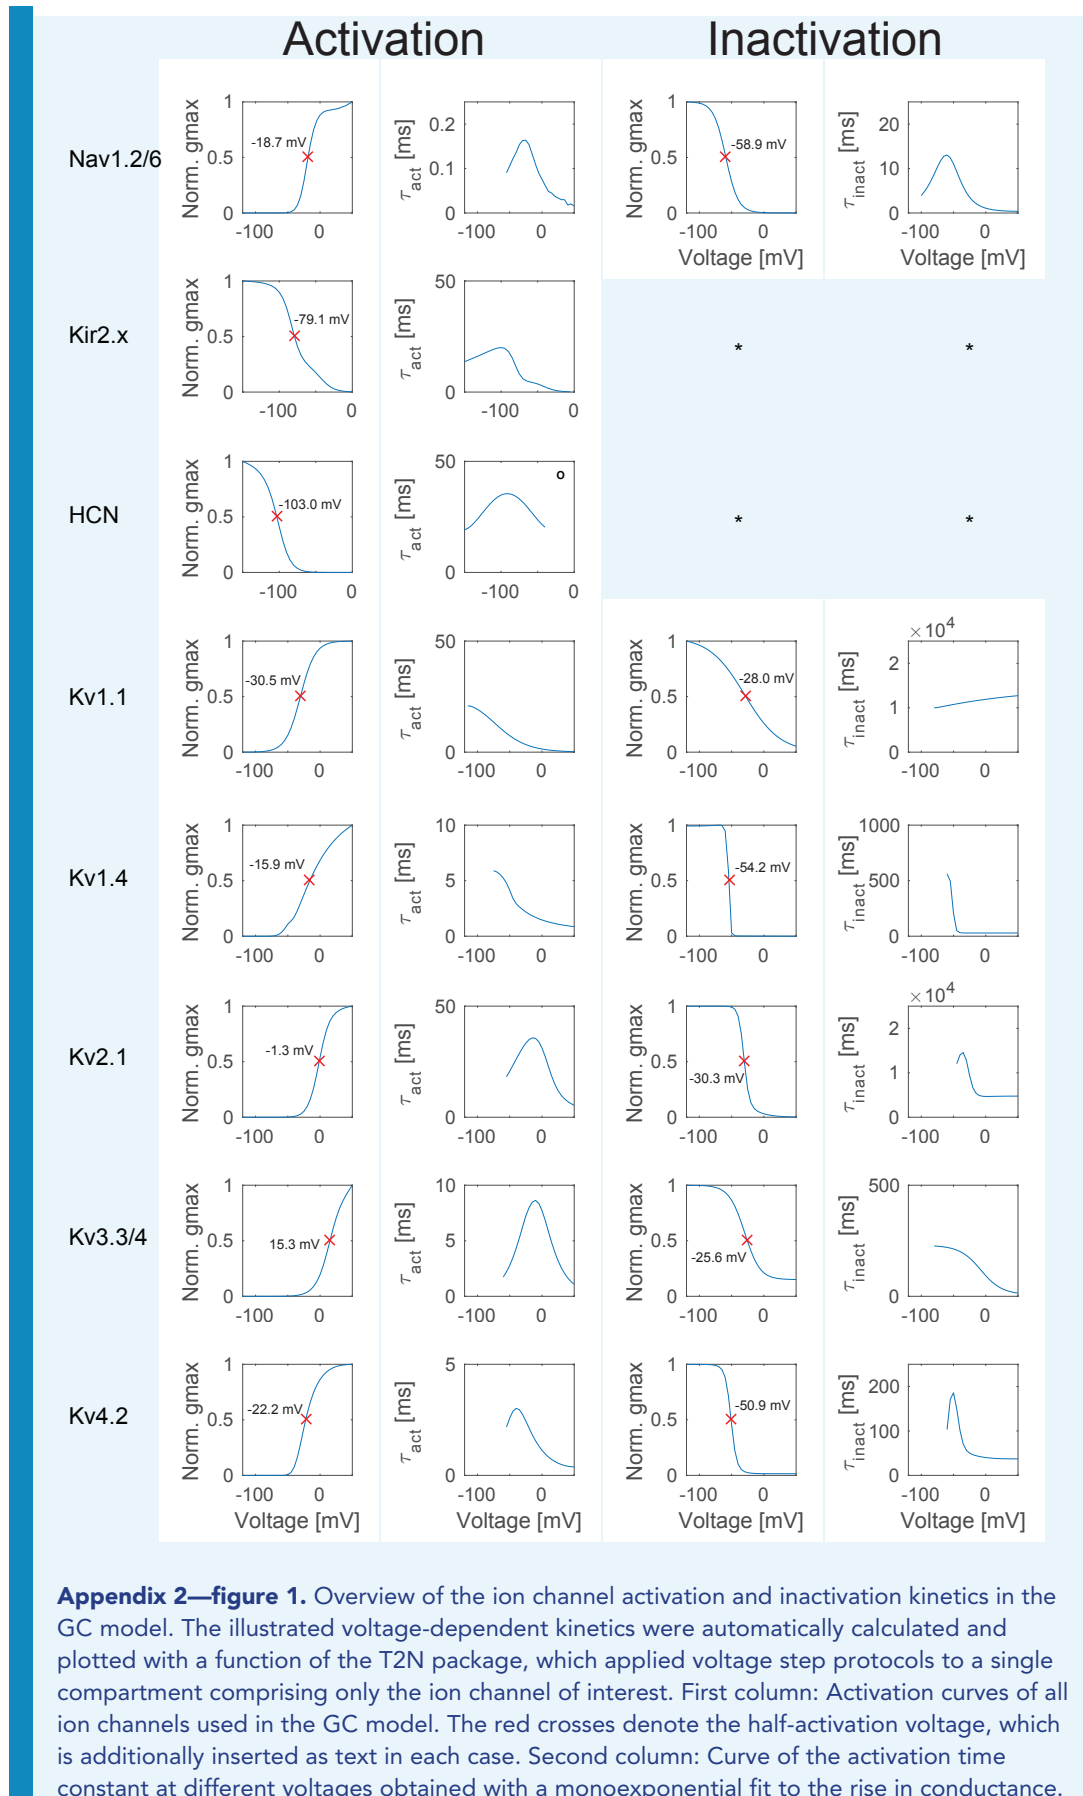 Activation
Inactivation
Nav1.2/6
Norm. gmax
1
0.5
0
-18.7 mV
-100
0
τact [ms]
0.2
0.1
0
-100
0
Norm. gmax
1
0.5
0
-58.9 mV
-100
0
Voltage [mV]
τinact [ms]
20
10
0
-100
0
Voltage [mV]
Kir2.x
Norm. gmax
1
0.5
0
-79.1 mV
-100
0
τact [ms]
50
0
-100
0
*
*
HCN
Norm. gmax
1
0.5
0
-103.0 mV
-100
0
τact [ms]
50
0
o
-100
0
*
*
Kv1.1
Norm. gmax
1
0.5
0
-30.5 mV
-100
0
τact [ms]
50
0
-100
0
Norm. gmax
1
0.5
0
-28.0 mV
-100
0
τinact [ms]
×10⁴
2
1
0
-100
0
Kv1.4
Norm. gmax
1
0.5
0
-15.9 mV
-100
0
τact [ms]
10
5
0
-100
0
Norm. gmax
1
0.5
0
-54.2 mV
-100
0
τinact [ms]
1000
500
0
-100
0
Kv2.1
Norm. gmax
1
0.5
0
-1.3 mV
-100
0
τact [ms]
50
0
-100
0
Norm. gmax
1
0.5
0
-30.3 mV
-100
0
τinact [ms]
×10⁴
2
1
0
-100
0
Kv3.3/4
Norm. gmax
1
0.5
0
15.3 mV
-100
0
τact [ms]
10
5
0
-100
0
Norm. gmax
1
0.5
0
-25.6 mV
-100
0
τinact [ms]
500
0
-100
0
Kv4.2
Norm. gmax
1
0.5
0
-22.2 mV
-100
0
Voltage [mV]
τact [ms]
5
0
-100
0
Voltage [mV]
Norm. gmax
1
0.5
0
-50.9 mV
-100
0
Voltage [mV]
τinact [ms]
200
100
0
-100
0
Voltage [mV]
Appendix 2—figure 1. Overview of the ion channel activation and inactivation kinetics in the
GC model. The illustrated voltage-dependent kinetics were automatically calculated and
plotted with a function of the T2N package, which applied voltage step protocols to a single
compartment comprising only the ion channel of interest. First column: Activation curves of all
ion channels used in the GC model. The red crosses denote the half-activation voltage, which
is additionally inserted as text in each case. Second column: Curve of the activation time
constant at different voltages obtained with a monoexponential fit to the rise in conductance.